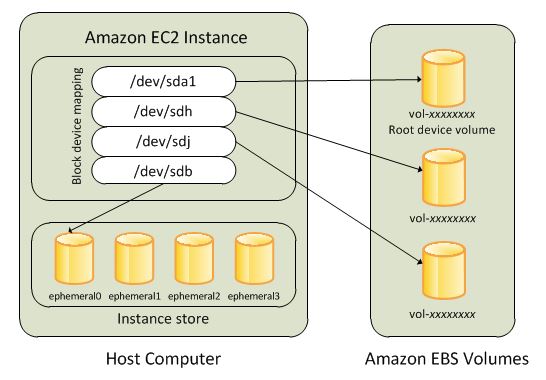 Amazon EC2 Instance
Block device mapping
/dev/sda1
/dev/sdh
/dev/sdj
/dev/sdb
ephemeral0 ephemeral1 ephemeral2 ephemeral3
Instance store
Host Computer
vol-xxxxxxxx
Root device volume
vol-xxxxxxxx
vol-xxxxxxxx
Amazon EBS Volumes